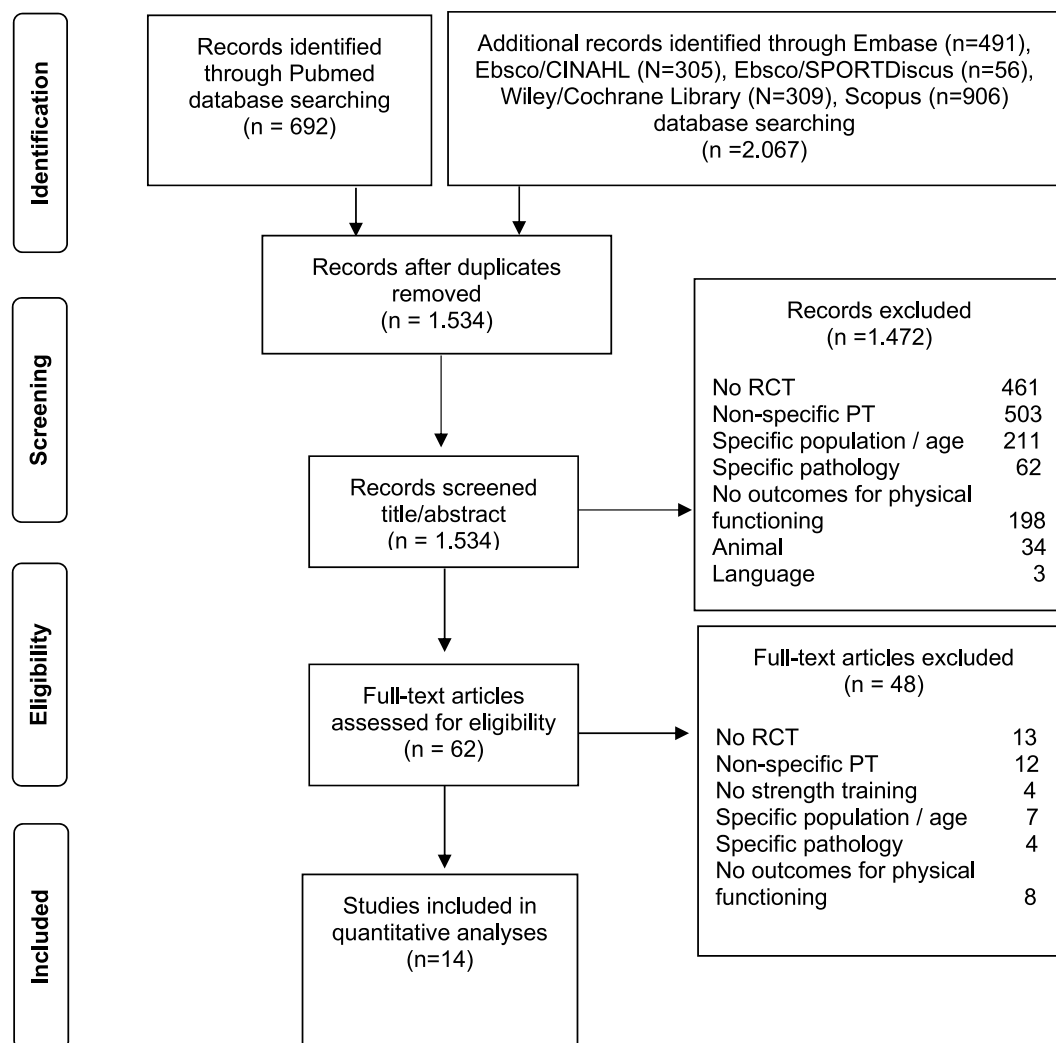 Identification
Records identified
through Pubmed
database searching
(n = 692)
Additional records identified through Embase (n=491),
Ebsco/CINAHL (N=305), Ebsco/SPORTDiscus (n=56),
Wiley/Cochrane Library (N=309), Scopus (n=906)
database searching
(n =2.067)
Records after duplicates
removed
(n = 1.534)
Screening
Records screened
title/abstract
(n = 1.534)
Records excluded
(n =1.472)
No RCT 461
Non-specific PT 503
Specific population / age 211
Specific pathology 62
No outcomes for physical
functioning 198
Animal 34
Language 3
Eligibility
Full-text articles
assessed for eligibility
(n = 62)
Full-text articles excluded
(n = 48)
No RCT 13
Non-specific PT 12
No strength training 4
Specific population / age 7
Specific pathology 4
No outcomes for physical
functioning 8
Included
Studies included in
quantitative analyses
(n=14)